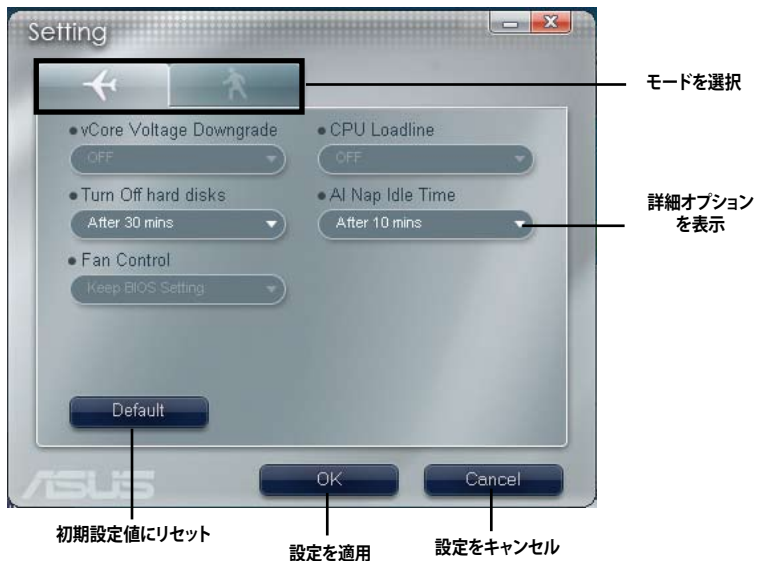 Setting
モードを選択
vCore Voltage Downgrade
CPU Loadline
OFF
OFF
Turn Off hard disks
AI Nap Idle Time
After 30 mins
After 10 mins
詳細オプション
を表示
Fan Control
Keep BIOS Setting
Default
ASUS
OK
Cancel
初期設定値にリセット
設定を適用
設定をキャンセル